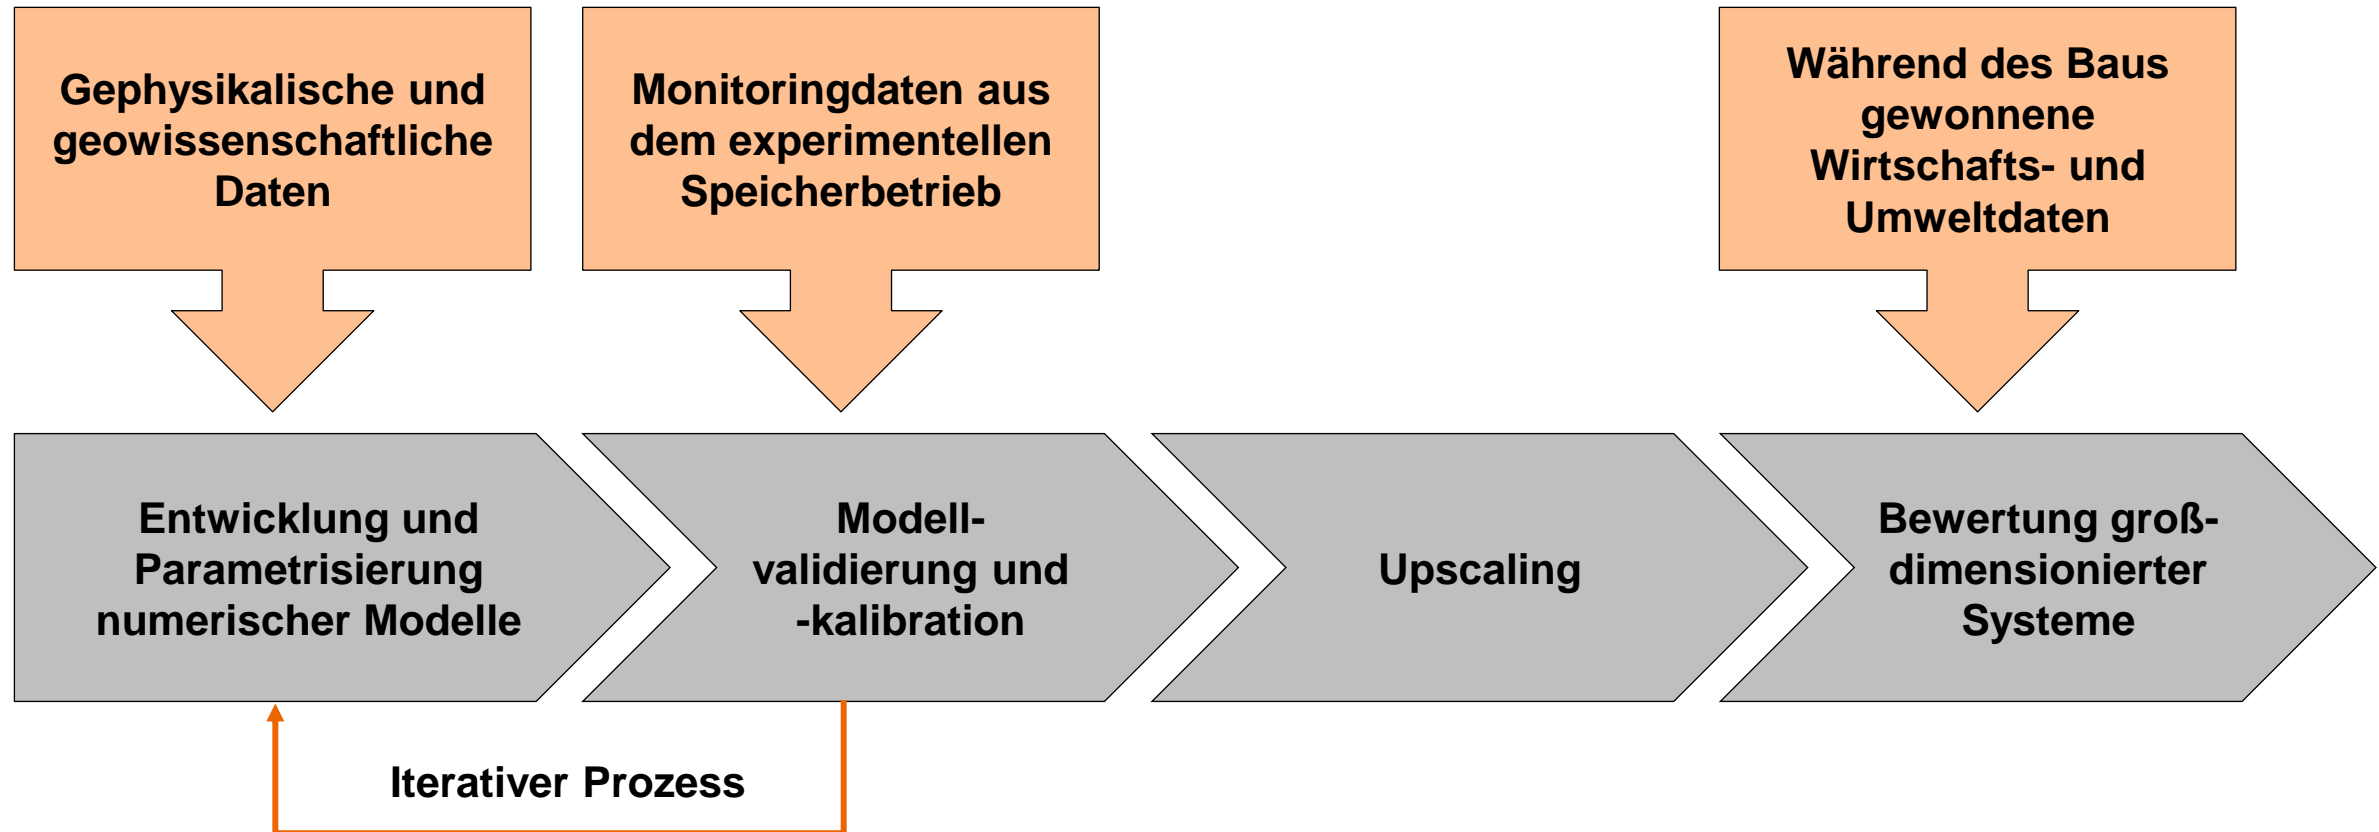 Gephysikalische und
geowissenschaftliche
Daten
Monitoringdaten aus
dem experimentellen
Speicherbetrieb
Während des Baus
gewonnene
Wirtschafts- und
Umweltdaten
Entwicklung und
Parametrisierung
numerischer Modelle
Modell-
validierung und
-kalibration
Upscaling
Bewertung groß-
dimensionierter
Systeme
Iterativer Prozess